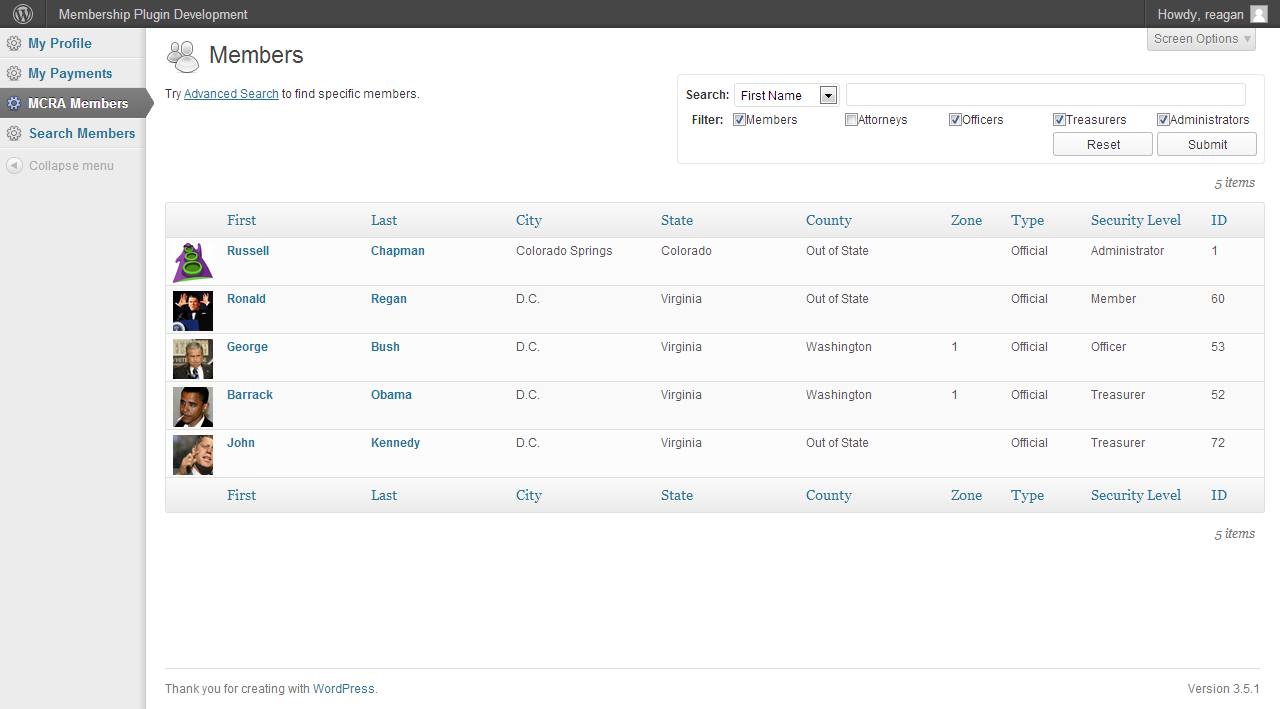 Membership Plugin Development
Howdy, reagan
Screen Options
My Profile
My Payments
MCRA Members
Search Members
Collapse menu
Members
Try Advanced Search to find specific members.
Search: First Name
Filter: Members Attorneys Officers Treasurers Administrators
Reset Submit
5 items
First Last City State County Zone Type Security Level ID
Russell Chapman Colorado Springs Colorado Out of State Official Administrator 1
Ronald Regan D.C. Virginia Out of State Official Member 60
George Bush D.C. Virginia Washington 1 Official Officer 53
Barrack Obama D.C. Virginia Washington 1 Official Treasurer 52
John Kennedy D.C. Virginia Out of State Official Treasurer 72
First Last City State County Zone Type Security Level ID
5 items
Thank you for creating with WordPress.
Version 3.5.1